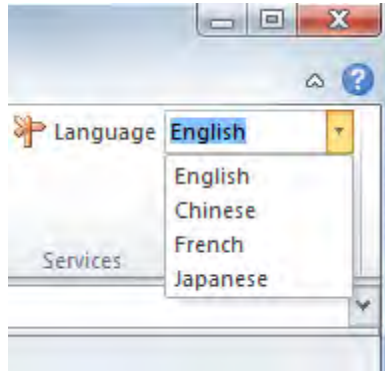 Language English
English
Chinese
French
Services
Japanese